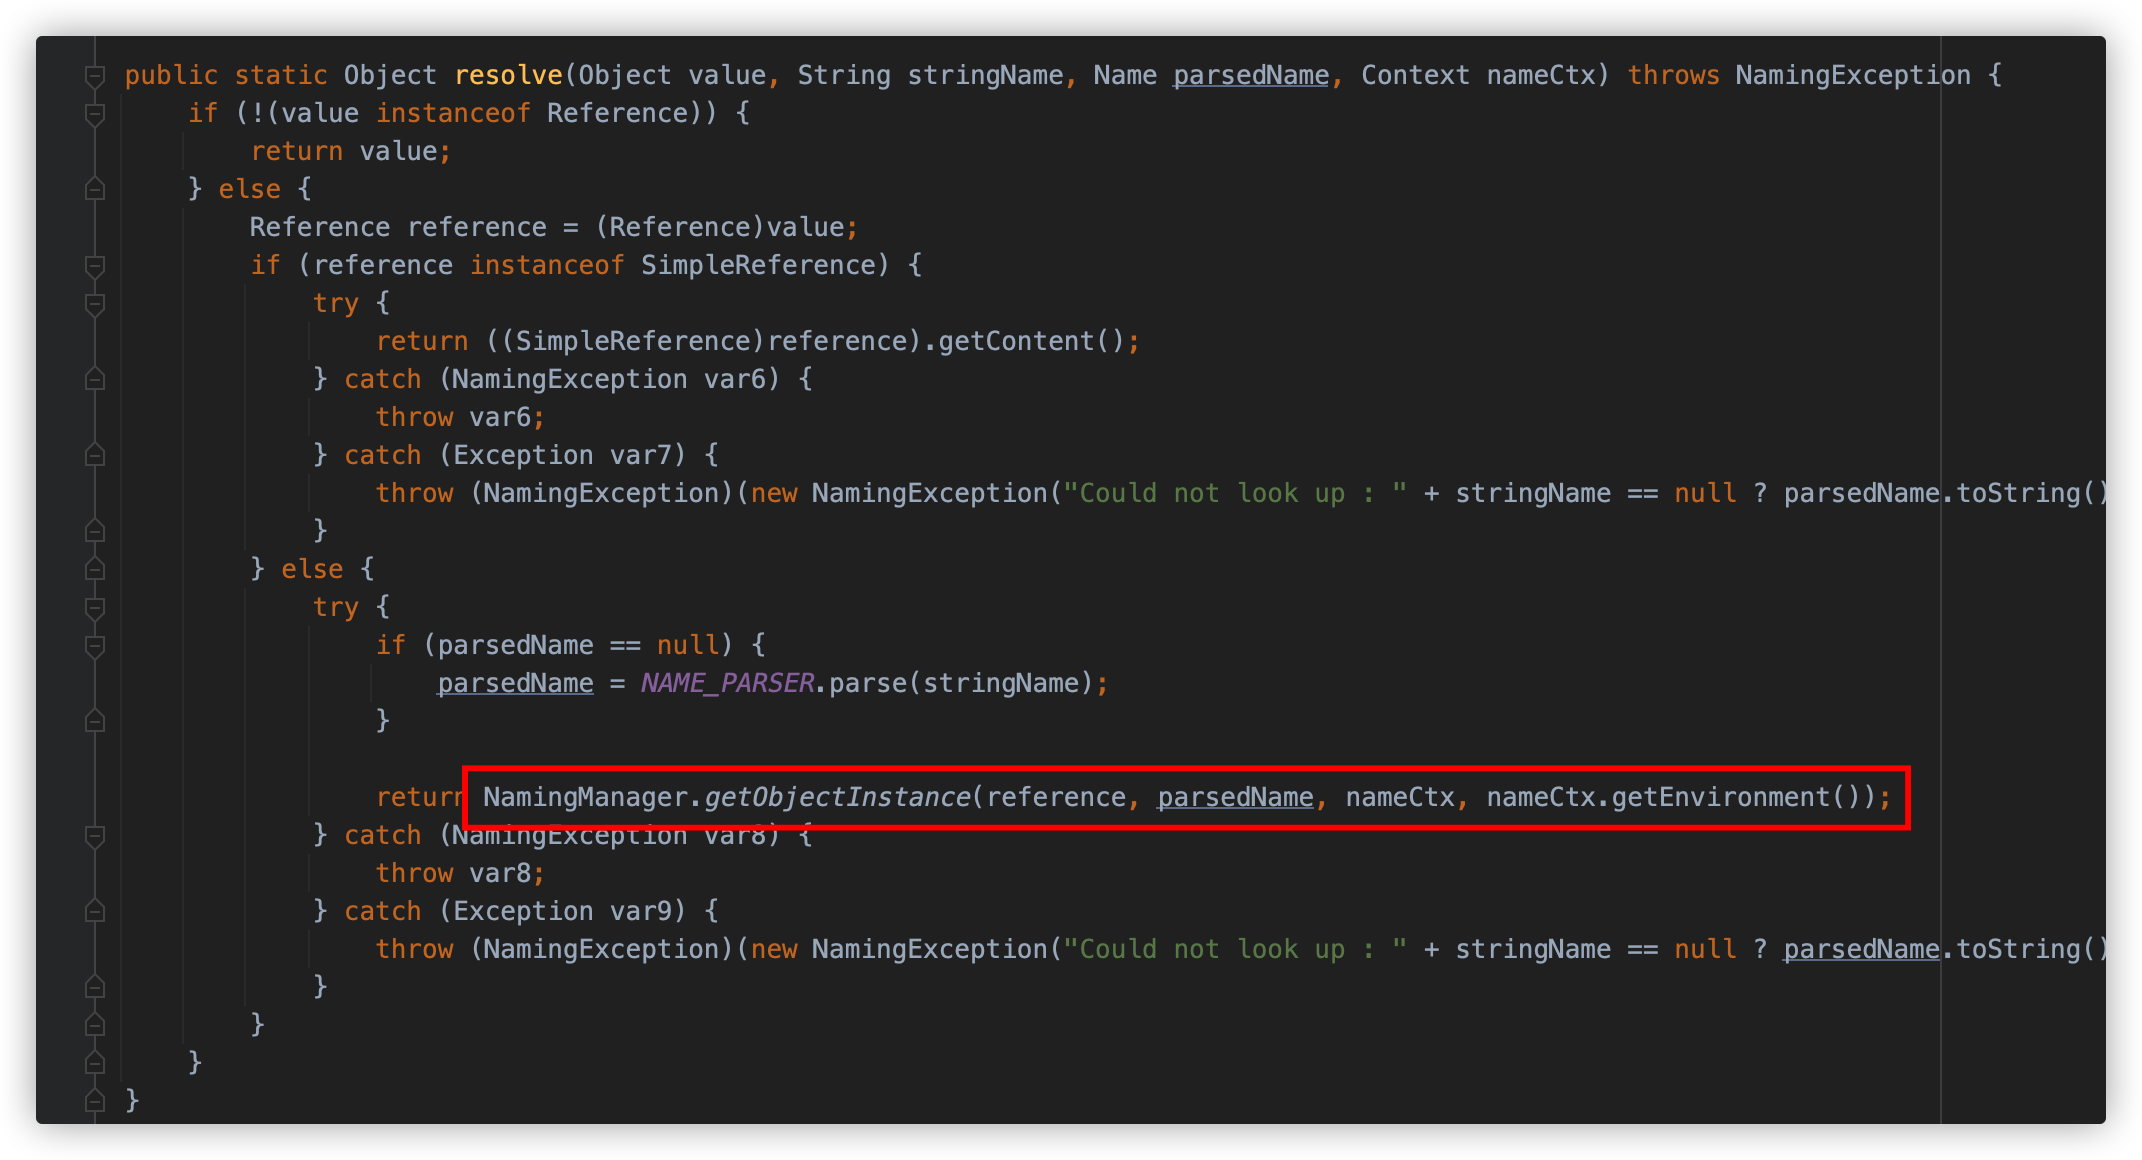 public static Object resolve(Object value, String stringName, Name parsedName, Context nameCtx) throws NamingException {
    if (!(value instanceof Reference)) {
        return value;
    } else {
        Reference reference = (Reference)value;
        if (reference instanceof SimpleReference) {
            try {
                return ((SimpleReference)reference).getContent();
            } catch (NamingException var6) {
                throw var6;
            } catch (Exception var7) {
                throw (NamingException)(new NamingException("Could not look up : " + stringName == null ? parsedName.toString()
            }
        } else {
            try {
                if (parsedName == null) {
                    parsedName = NAME_PARSER.parse(stringName);
                }
                return NamingManager.getObjectInstance(reference, parsedName, nameCtx, nameCtx.getEnvironment());
            } catch (NamingException var8) {
                throw var8;
            } catch (Exception var9) {
                throw (NamingException)(new NamingException("Could not look up : " + stringName == null ? parsedName.toString()
            }
        }
    }
}